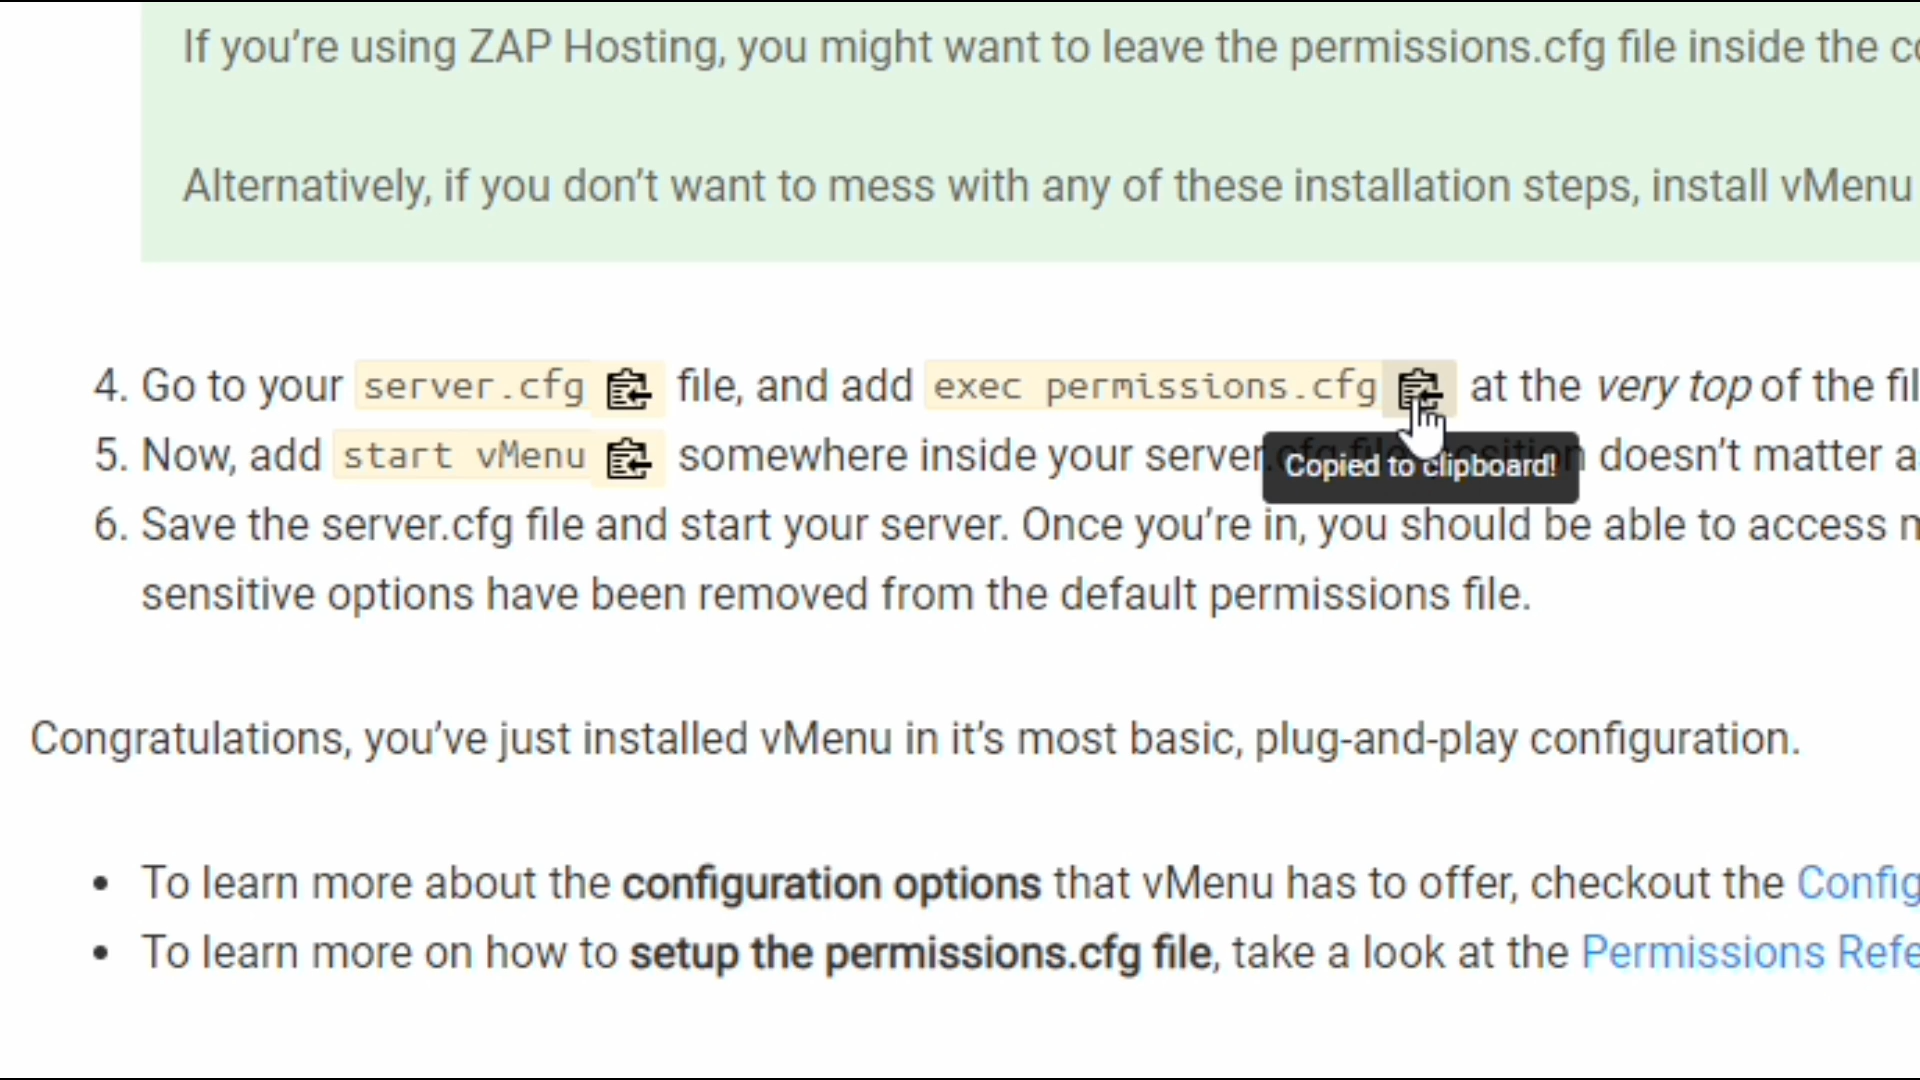 If you’re using ZAP Hosting, you might want to leave the permissions.cfg file inside the
Alternatively, if you don’t want to mess with any of these installation steps, install vMenu
4. Go to your server.cfg file, and add exec permissions.cfg at the very top of the
5. Now, add start vMenu somewhere inside your server.cfg file, position doesn’t matter
Copied to clipboard!
6. Save the server.cfg file and start your server. Once you’re in, you should be able to access
sensitive options have been removed from the default permissions file.
Congratulations, you’ve just installed vMenu in it’s most basic, plug-and-play configuration.
• To learn more about the configuration options that vMenu has to offer, checkout the Config
• To learn more on how to setup the permissions.cfg file, take a look at the Permissions Refe